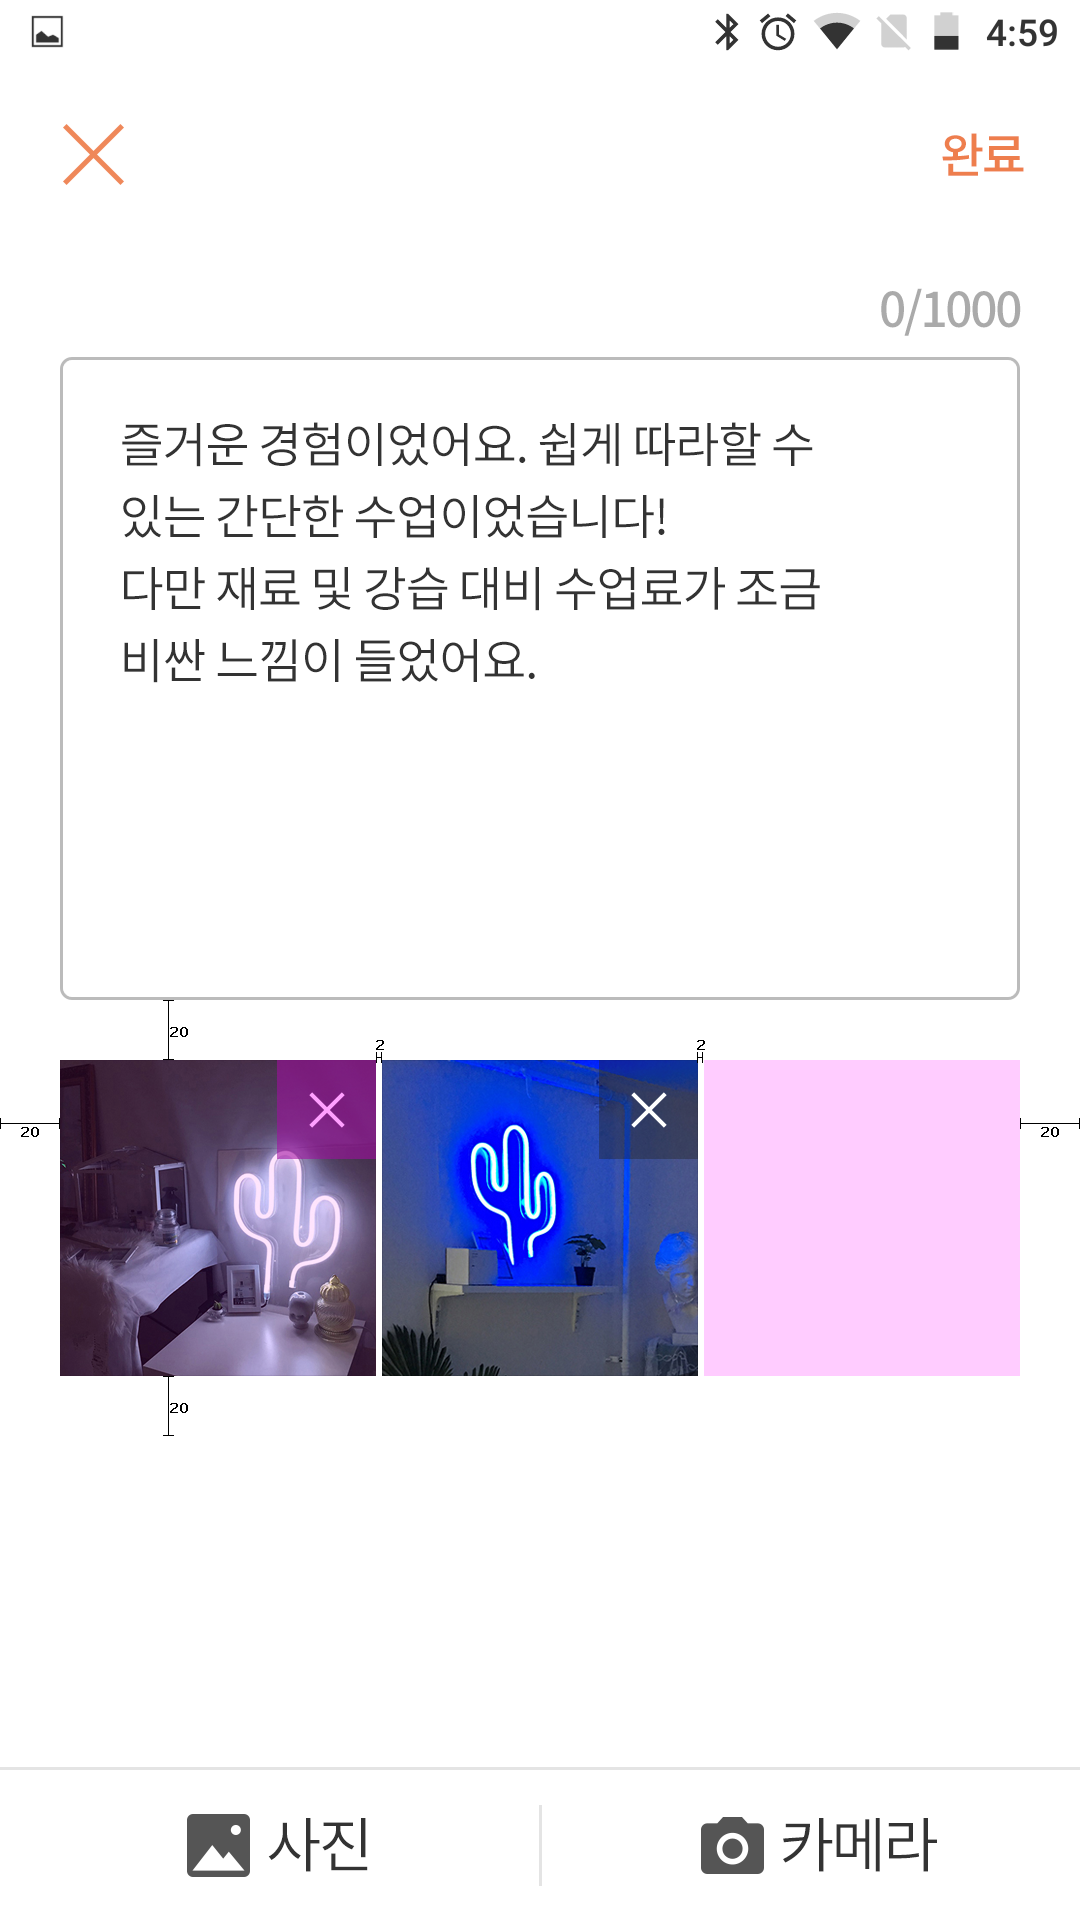 4:59
완료
0/1000
즐거운 경험이었어요. 쉽게 따라할 수
있는 간단한 수업이었습니다!
다만 재료 및 강습 대비 수업료가 조금
비싼 느낌이 들었어요.
20
2
2
20
20
20
사진
카메라